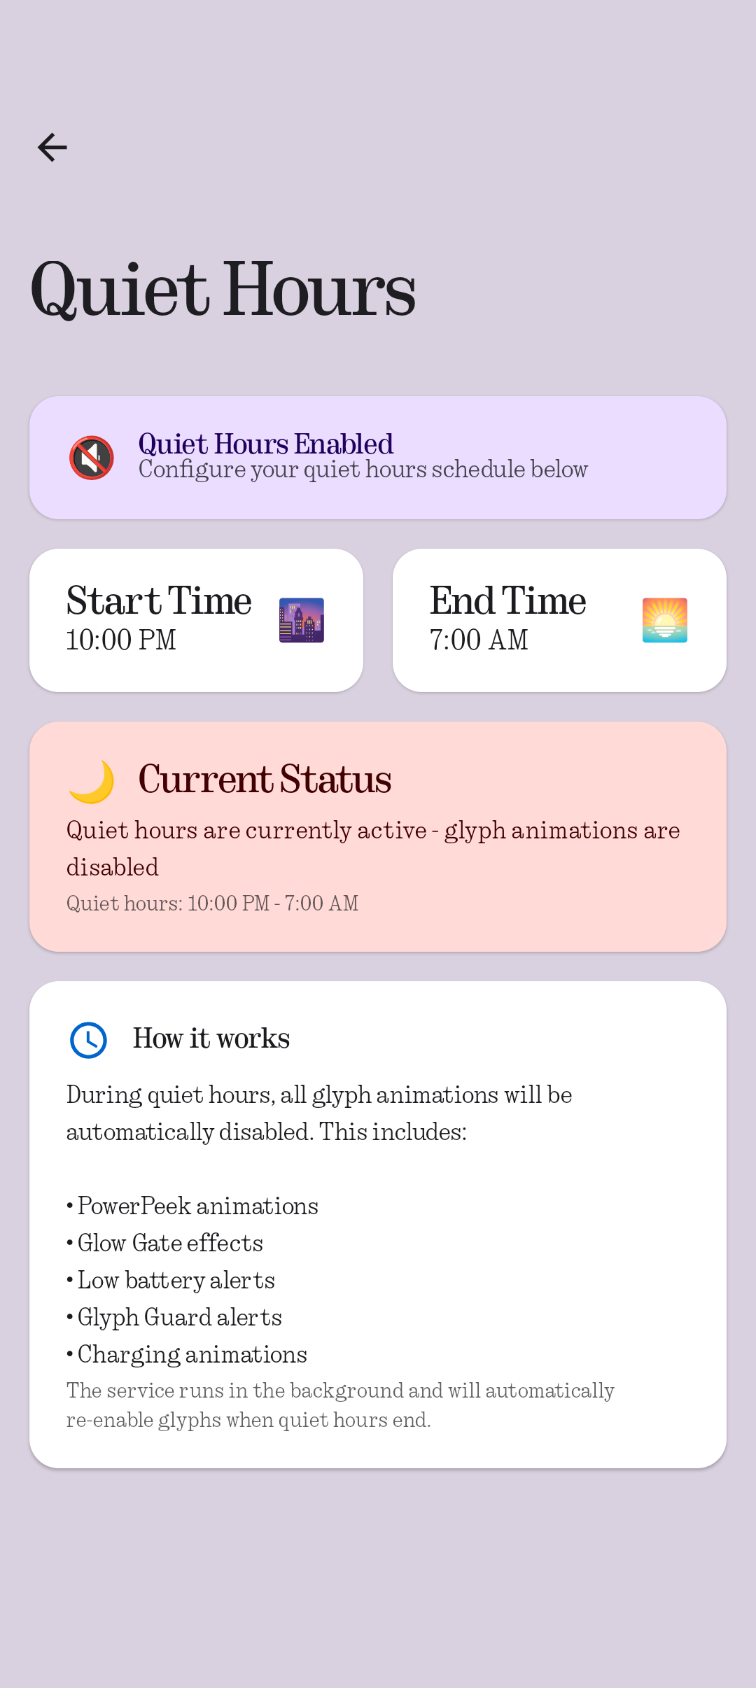 Quiet Hours
Quiet Hours Enabled
Configure your quiet hours schedule below
Start Time
10:00 PM
End Time
7:00 AM
Current Status
Quiet hours are currently active - glyph animations are
disabled
Quiet hours: 10:00 PM - 7:00 AM
How it works
During quiet hours, all glyph animations will be
automatically disabled. This includes:
• PowerPeek animations
• Glow Gate effects
• Low battery alerts
• Glyph Guard alerts
• Charging animations
The service runs in the background and will automatically
re-enable glyphs when quiet hours end.